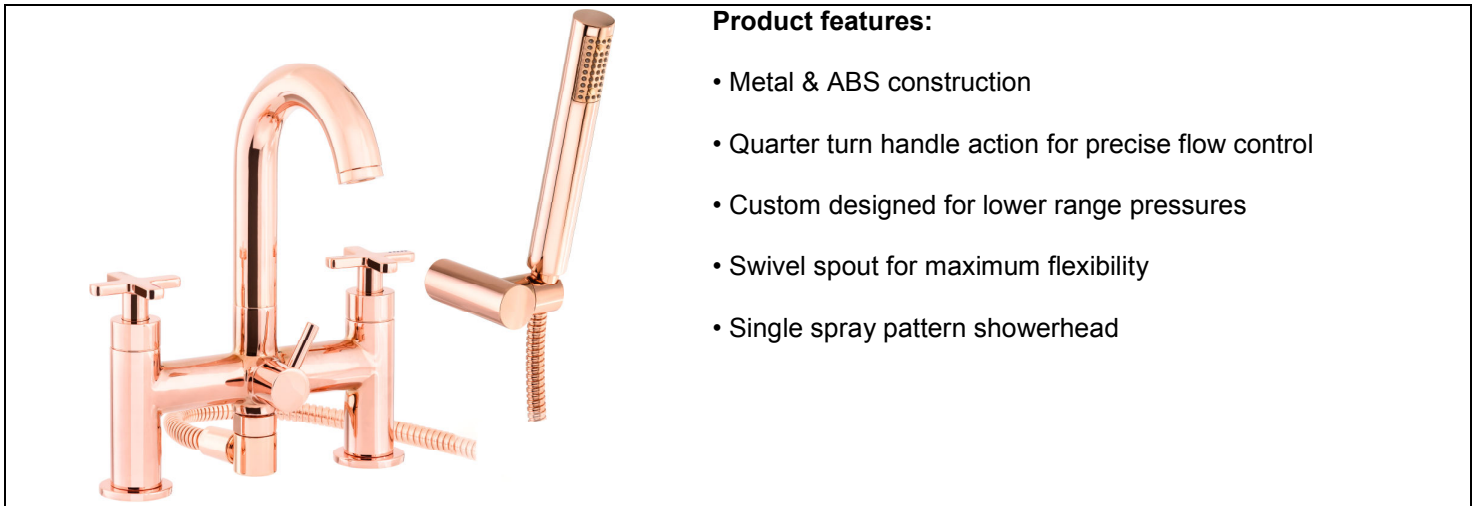 Product features:
• Metal & ABS construction
• Quarter turn handle action for precise flow control
• Custom designed for lower range pressures
• Swivel spout for maximum flexibility
• Single spray pattern showerhead